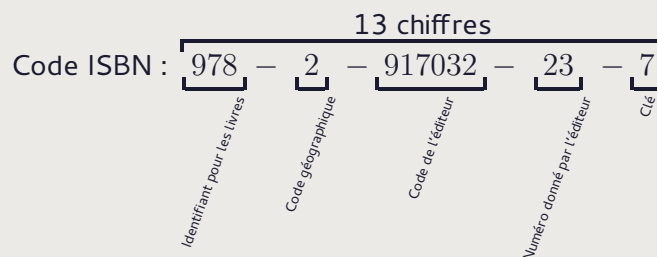 13 chiffres
Code ISBN : 978 – 2 – 917032 – 23 – 7
Identifiant pour les livres
Code géographique
Code de l'éditeur
Numéro donné par l'éditeur
Clé